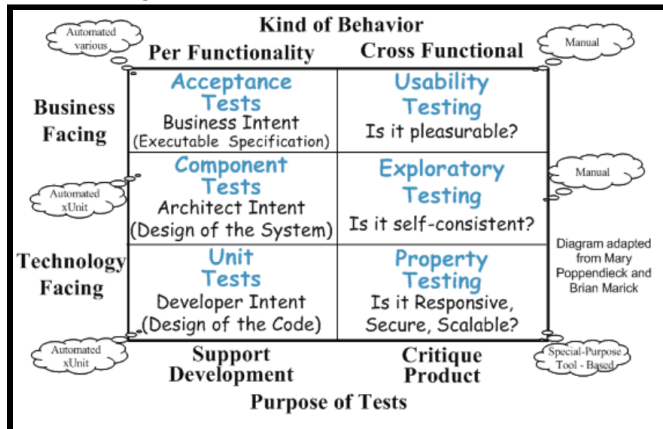 Kind of Behavior
Automated
various
Per Functionality
Cross Functional
Manual
Business
Facing
Acceptance
Tests
Business Intent
(Executable Specification)
Usability
Testing
Is it pleasurable?
Automated
xUnit
Component
Tests
Architect Intent
(Design of the System)
Exploratory
Testing
Is it self-consistent?
Manual
Technology
Facing
Unit
Tests
Developer Intent
(Design of the Code)
Property
Testing
Is it Responsive,
Secure, Scalable?
Diagram adapted
from Mary
Poppendieck and
Brian Marick
Automated
xUnit
Support
Development
Critique
Product
Special-Purpose
Tool - Based
Purpose of Tests